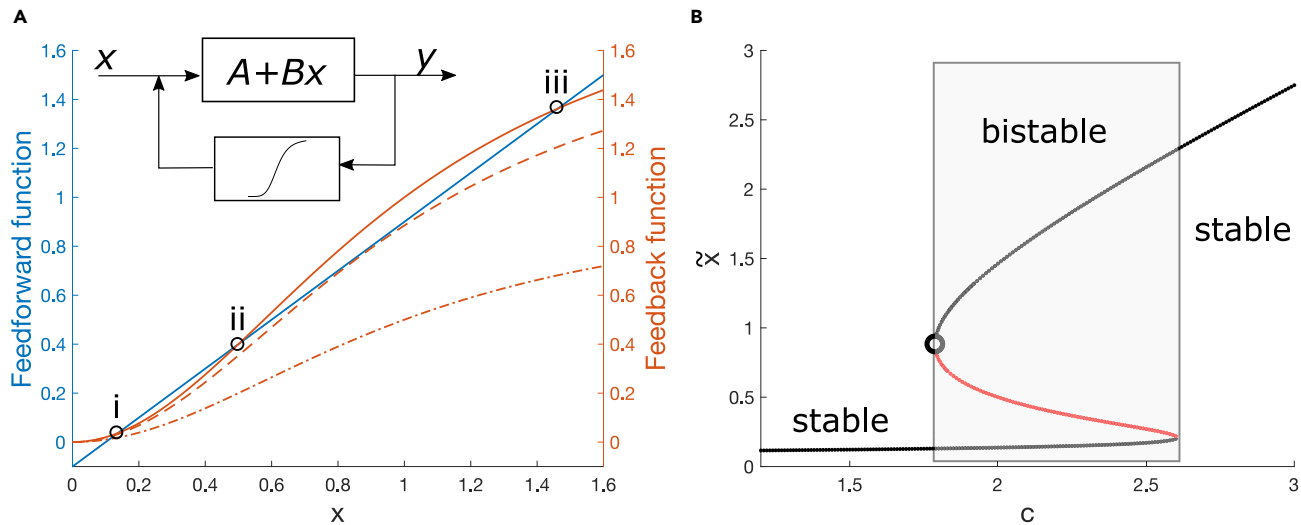 A
B
x
A+Bx
y
i
ii
iii
Feedforward function
1.6
1.4
1.2
1
0.8
0.6
0.4
0.2
0
0
0.2
0.4
0.6
0.8
1
1.2
1.4
1.6
x
1.6
1.4
1.2
1
0.8
0.6
0.4
0.2
0
Feedback function
3
2.5
2
1.5
1
0.5
0
x̃
bistable
stable
stable
1.5
2
2.5
3
C